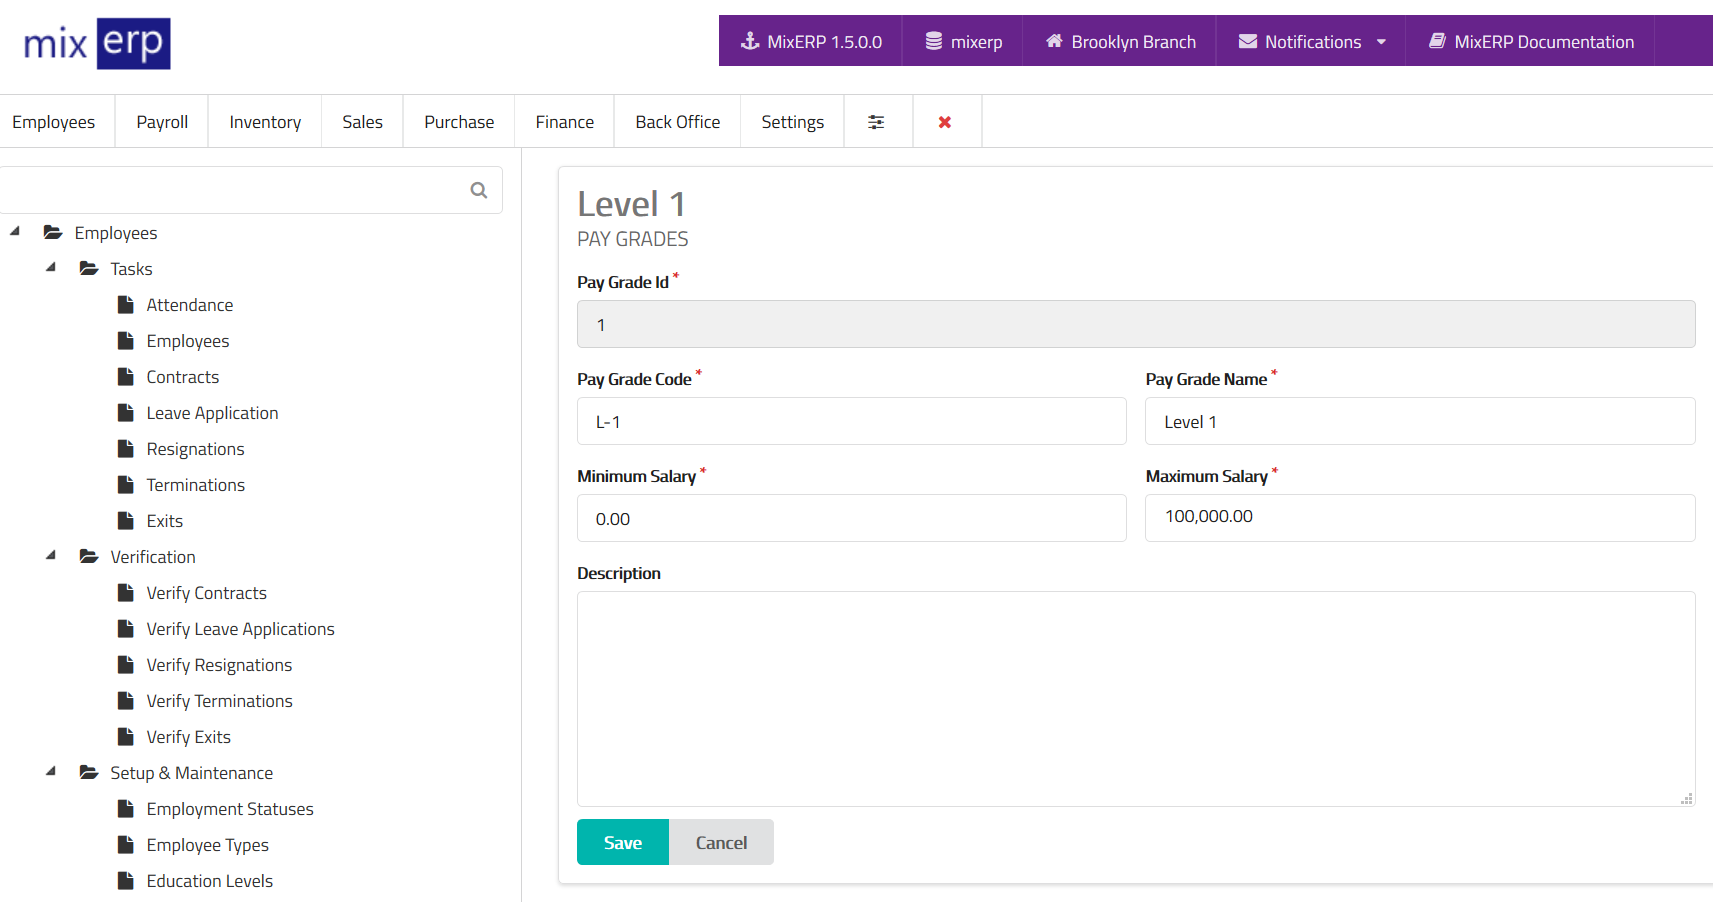 mix erp
MixERP 1.5.0.0 mixerp Brooklyn Branch Notifications MixERP Documentation
Employees Payroll Inventory Sales Purchase Finance Back Office Settings
Employees
Tasks
Attendance
Employees
Contracts
Leave Application
Resignations
Terminations
Exits
Verification
Verify Contracts
Verify Leave Applications
Verify Resignations
Verify Terminations
Verify Exits
Setup & Maintenance
Employment Statuses
Employee Types
Education Levels
Level 1
PAY GRADES
Pay Grade Id *
1
Pay Grade Code * Pay Grade Name *
L-1 Level 1
Minimum Salary * Maximum Salary *
0.00 100,000.00
Description
Save Cancel